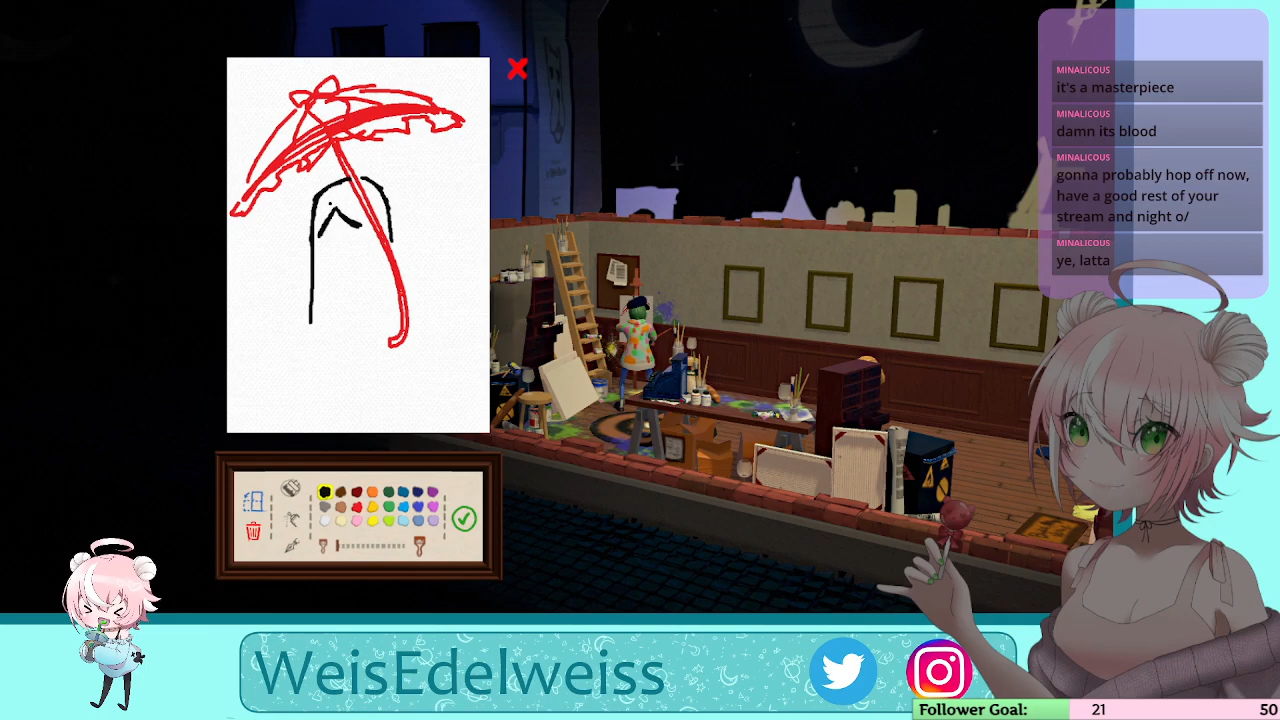 MINALICOUS
it's a masterpiece
MINALICOUS
damn its blood
MINALICOUS
gonna probably hop off now,
have a good rest of your
stream and night o/
MINALICOUS
ye, latta
WeisEdelweiss
Follower Goal: 21 50